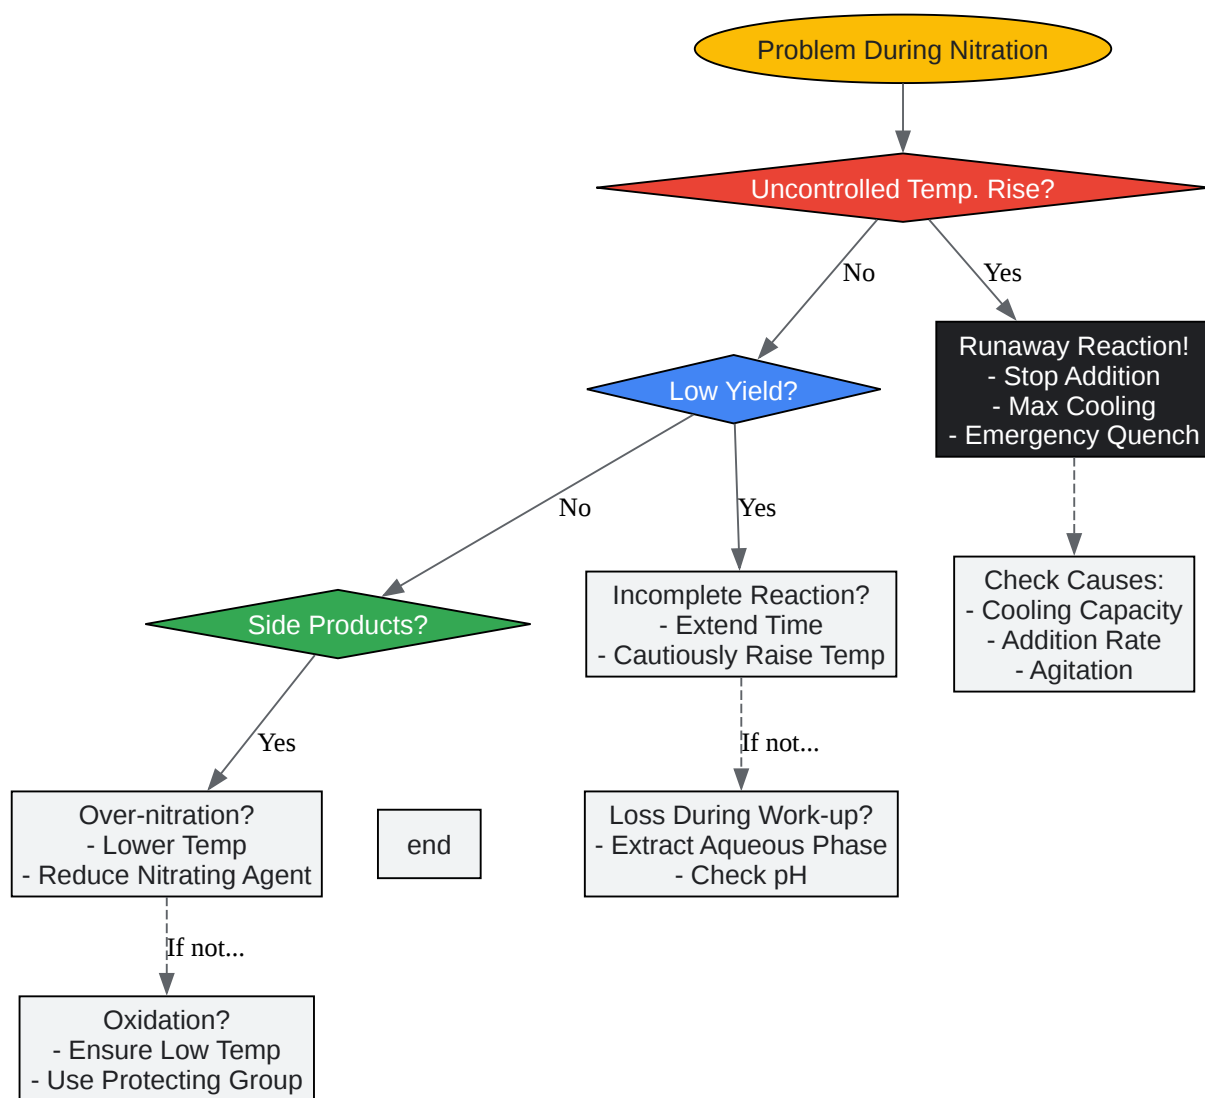 Problem During Nitration
Uncontrolled Temp. Rise?
No
Yes
Runaway Reaction!
- Stop Addition
- Max Cooling
- Emergency Quench
Low Yield?
No
Yes
Check Causes:
- Cooling Capacity
- Addition Rate
- Agitation
Incomplete Reaction?
- Extend Time
- Cautiously Raise Temp
Side Products?
Yes
If not...
Over-nitration?
- Lower Temp
- Reduce Nitrating Agent
end
Loss During Work-up?
- Extract Aqueous Phase
- Check pH
If not...
Oxidation?
- Ensure Low Temp
- Use Protecting Group